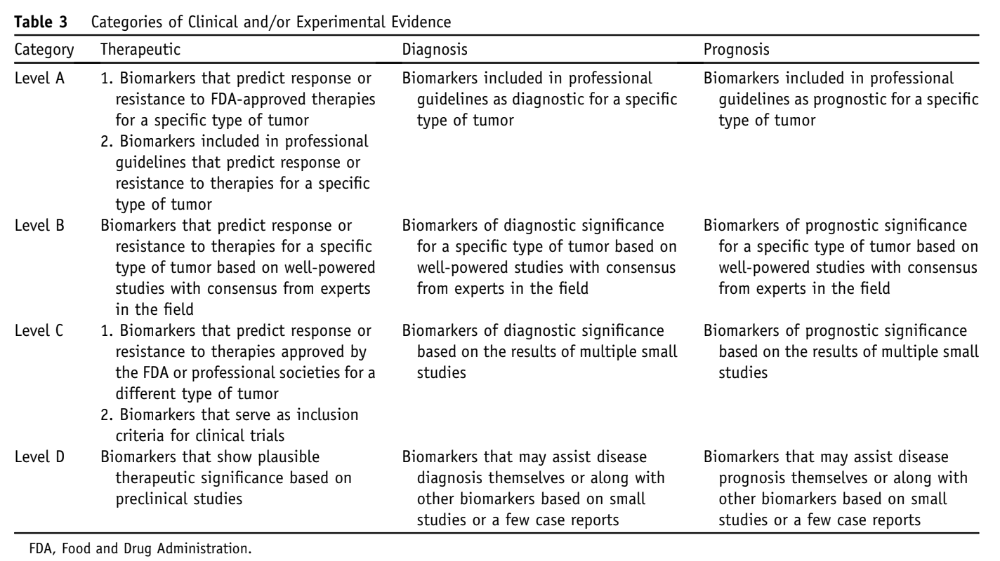 Table 3 Categories of Clinical and/or Experimental Evidence
Category Therapeutic Diagnosis Prognosis
Level A
1. Biomarkers that predict response or
resistance to FDA-approved therapies
for a specific type of tumor
2. Biomarkers included in professional
guidelines that predict response or
resistance to therapies for a specific
type of tumor
Biomarkers included in professional
guidelines as diagnostic for a specific
type of tumor
Biomarkers included in professional
guidelines as prognostic for a specific
type of tumor
Level B
Biomarkers that predict response or
resistance to therapies for a specific
type of tumor based on well-powered
studies with consensus from experts
in the field
Biomarkers of diagnostic significance
for a specific type of tumor based on
well-powered studies with consensus
from experts in the field
Biomarkers of prognostic significance
for a specific type of tumor based on
well-powered studies with consensus
from experts in the field
Level C
1. Biomarkers that predict response or
resistance to therapies approved by
the FDA or professional societies for a
different type of tumor
2. Biomarkers that serve as inclusion
criteria for clinical trials
Biomarkers of diagnostic significance
based on the results of multiple small
studies
Biomarkers of prognostic significance
based on the results of multiple small
studies
Level D
Biomarkers that show plausible
therapeutic significance based on
preclinical studies
Biomarkers that may assist disease
diagnosis themselves or along with
other biomarkers based on small
studies or a few case reports
Biomarkers that may assist disease
prognosis themselves or along with
other biomarkers based on small
studies or a few case reports
FDA, Food and Drug Administration.